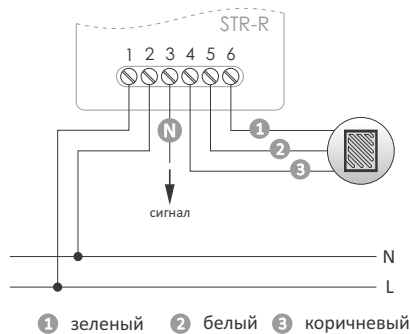 STR-R
1 2 3 4 5 6
N
1
2
3
сигнал
N
L
1 зеленый 2 белый 3 коричневый